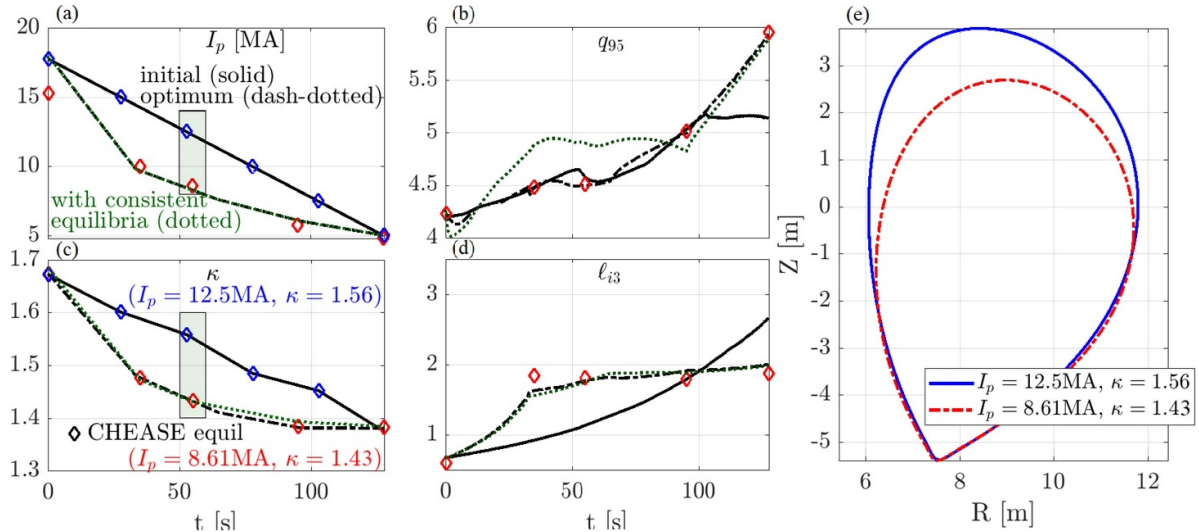 (a)
I_p [MA]
initial (solid)
optimum (dash-dotted)
with consistent
equilibria (dotted)
20
15
10
5
(b)
q_95
6
5.5
5
4.5
4
(c)
κ
(I_p = 12.5MA, κ = 1.56)
CHEASE equil
(I_p = 8.61MA, κ = 1.43)
1.7
1.6
1.5
1.4
1.3
0 50 100
t [s]
(d)
ℓ_i3
3
2
1
0 50 100
t [s]
(e)
Z [m]
3
2
1
0
-1
-2
-3
-4
-5
I_p = 12.5MA, κ = 1.56
I_p = 8.61MA, κ = 1.43
6 8 10 12
R [m]